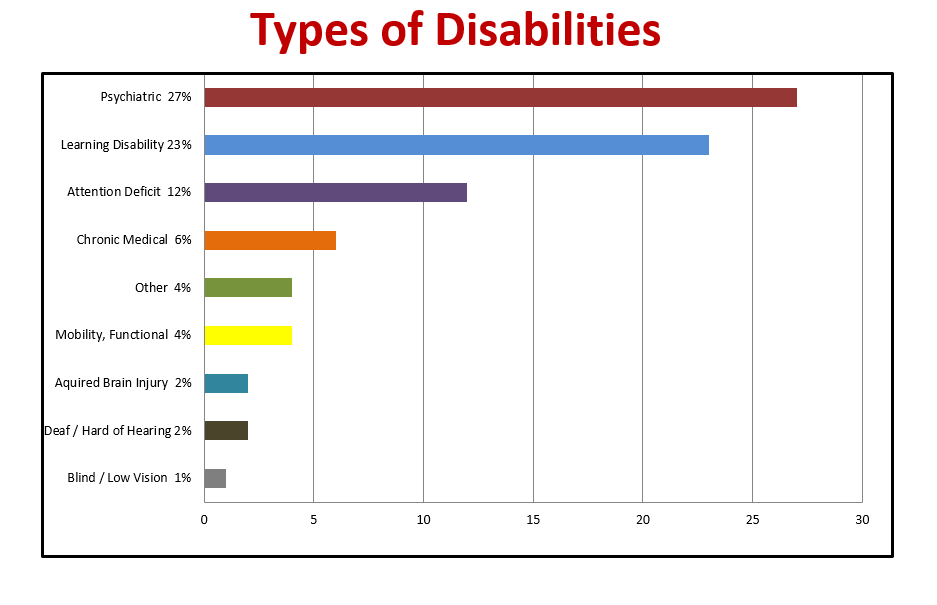 Types of Disabilities
Psychiatric 27%
Learning Disability 23%
Attention Deficit 12%
Chronic Medical 6%
Other 4%
Mobility, Functional 4%
Aquired Brain Injury 2%
Deaf / Hard of Hearing 2%
Blind / Low Vision 1%
0 5 10 15 20 25 30